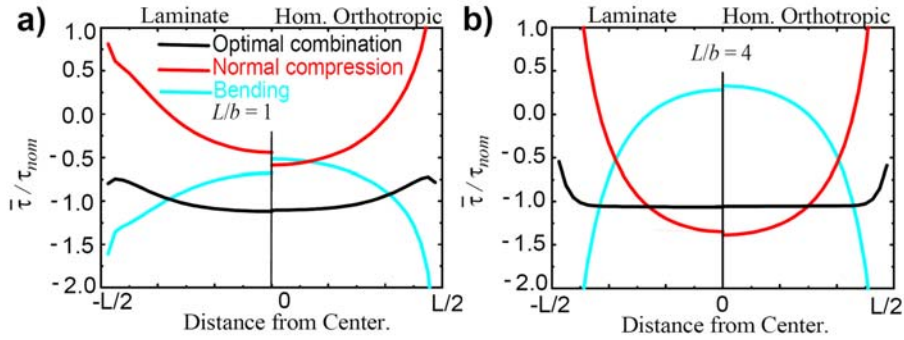 a)
Laminate Hom. Orthotropic
1.0
0.5
0.0
-0.5
-1.0
-1.5
-2.0
τ̄ / τnom
Optimal combination
Normal compression
Bending
L/b = 1
-L/2 0 L/2
Distance from Center.
b)
Laminate Hom. Orthotropic
1.0
0.5
0.0
-0.5
-1.0
-1.5
-2.0
τ̄ / τnom
L/b = 4
-L/2 0 L/2
Distance from Center.